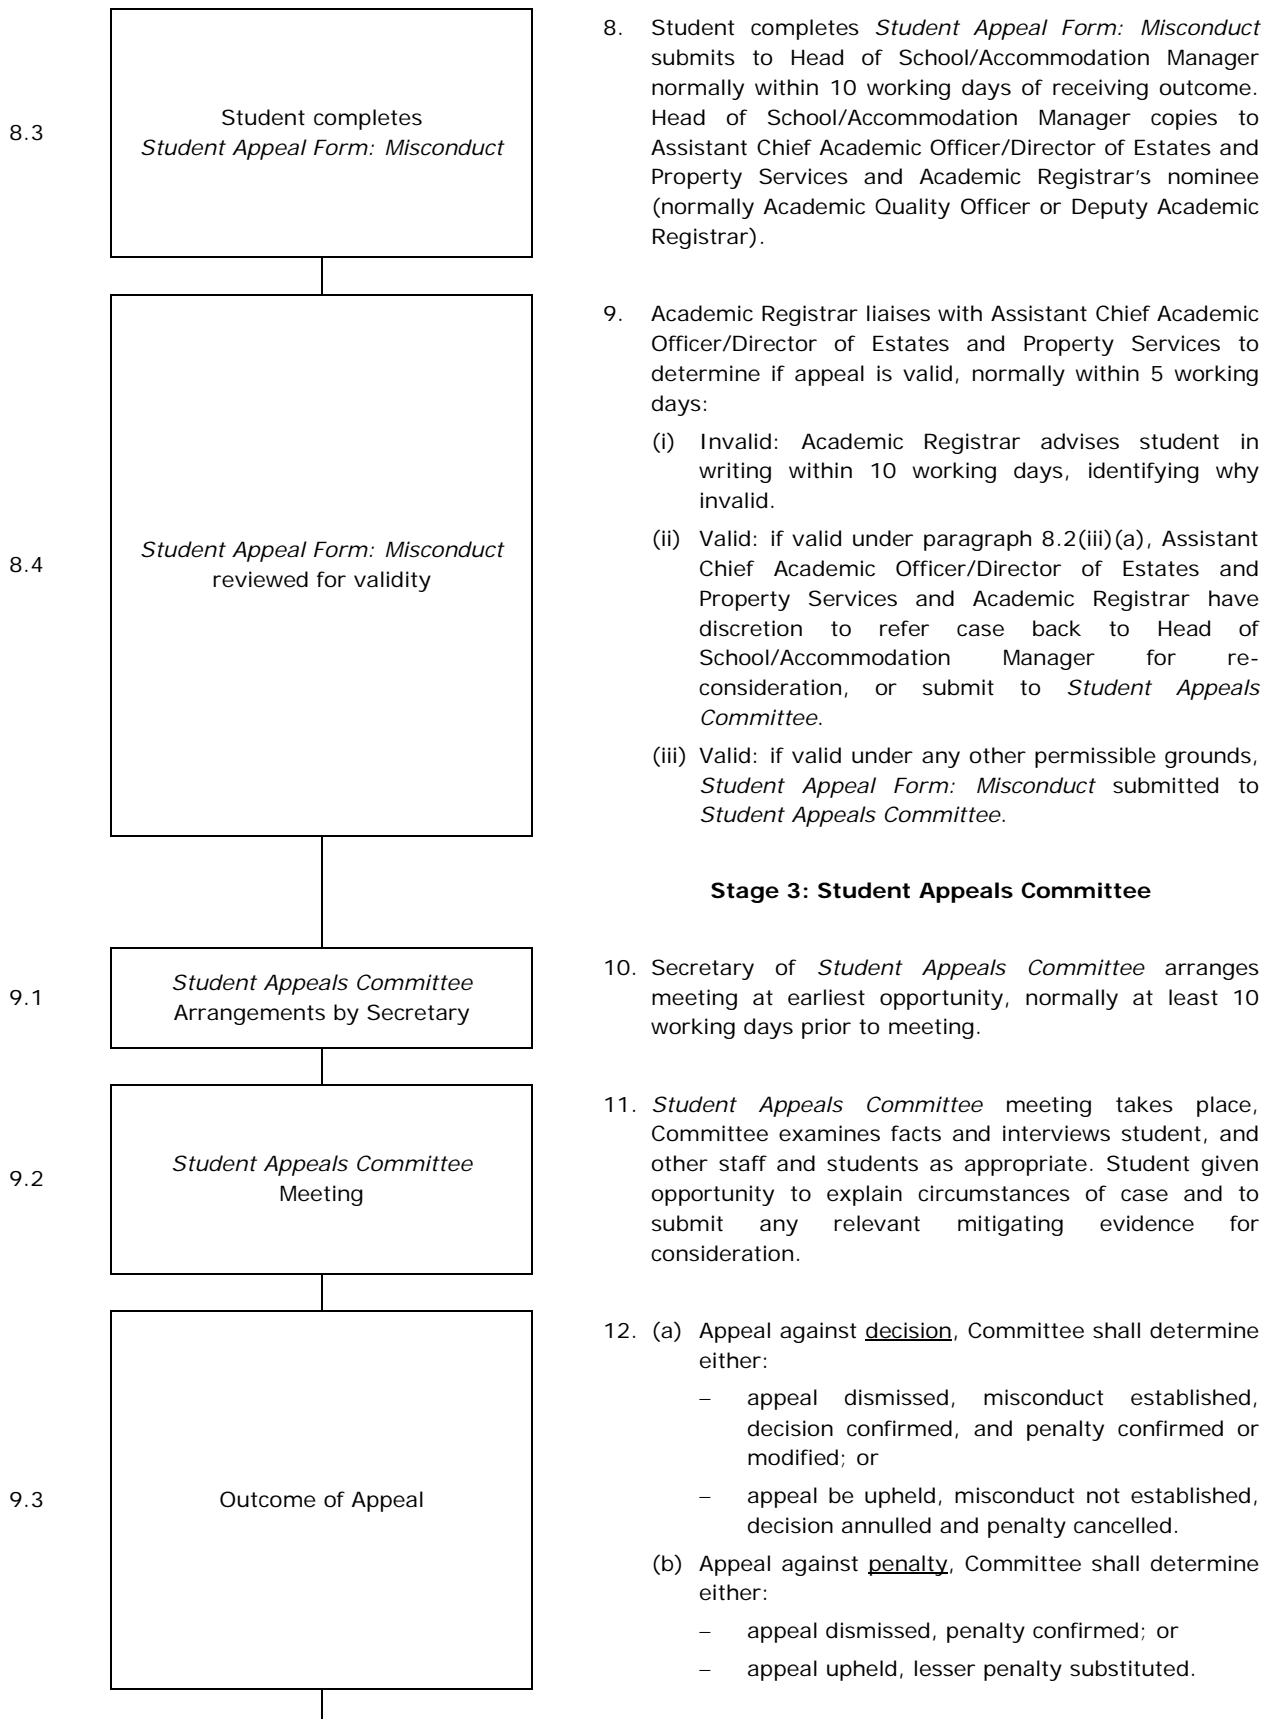 8.3
Student completes
Student Appeal Form: Misconduct
8. Student completes Student Appeal Form: Misconduct
submits to Head of School/Accommodation Manager
normally within 10 working days of receiving outcome.
Head of School/Accommodation Manager copies to
Assistant Chief Academic Officer/Director of Estates and
Property Services and Academic Registrar's nominee
(normally Academic Quality Officer or Deputy Academic
Registrar).
8.4
Student Appeal Form: Misconduct
reviewed for validity
9. Academic Registrar liaises with Assistant Chief Academic
Officer/Director of Estates and Property Services to
determine if appeal is valid, normally within 5 working
days:
(i) Invalid: Academic Registrar advises student in
writing within 10 working days, identifying why
invalid.
(ii) Valid: if valid under paragraph 8.2(iii)(a), Assistant
Chief Academic Officer/Director of Estates and
Property Services and Academic Registrar have
discretion to refer case back to Head of
School/Accommodation Manager for re-
consideration, or submit to Student Appeals
Committee.
(iii) Valid: if valid under any other permissible grounds,
Student Appeal Form: Misconduct submitted to
Student Appeals Committee.
Stage 3: Student Appeals Committee
9.1
Student Appeals Committee
Arrangements by Secretary
10. Secretary of Student Appeals Committee arranges
meeting at earliest opportunity, normally at least 10
working days prior to meeting.
9.2
Student Appeals Committee
Meeting
11. Student Appeals Committee meeting takes place,
Committee examines facts and interviews student, and
other staff and students as appropriate. Student given
opportunity to explain circumstances of case and to
submit any relevant mitigating evidence for
consideration.
9.3
Outcome of Appeal
12. (a) Appeal against decision, Committee shall determine
either:
– appeal dismissed, misconduct established,
decision confirmed, and penalty confirmed or
modified; or
– appeal be upheld, misconduct not established,
decision annulled and penalty cancelled.
(b) Appeal against penalty, Committee shall determine
either:
– appeal dismissed, penalty confirmed; or
– appeal upheld, lesser penalty substituted.